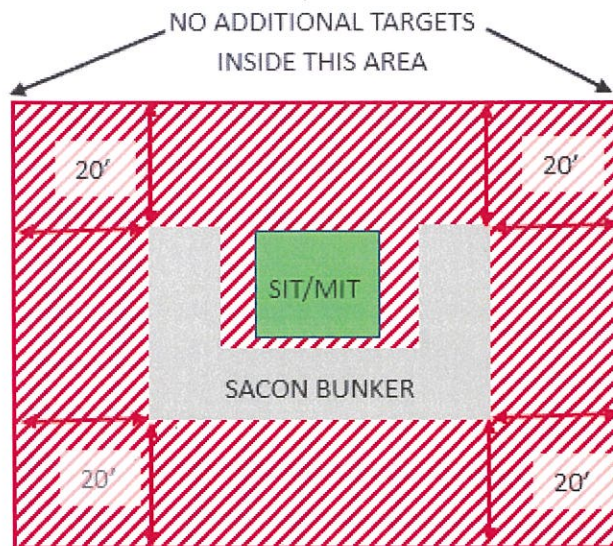 NO ADDITIONAL TARGETS
INSIDE THIS AREA
20'
20'
SIT/MIT
SACON BUNKER
20'
20'